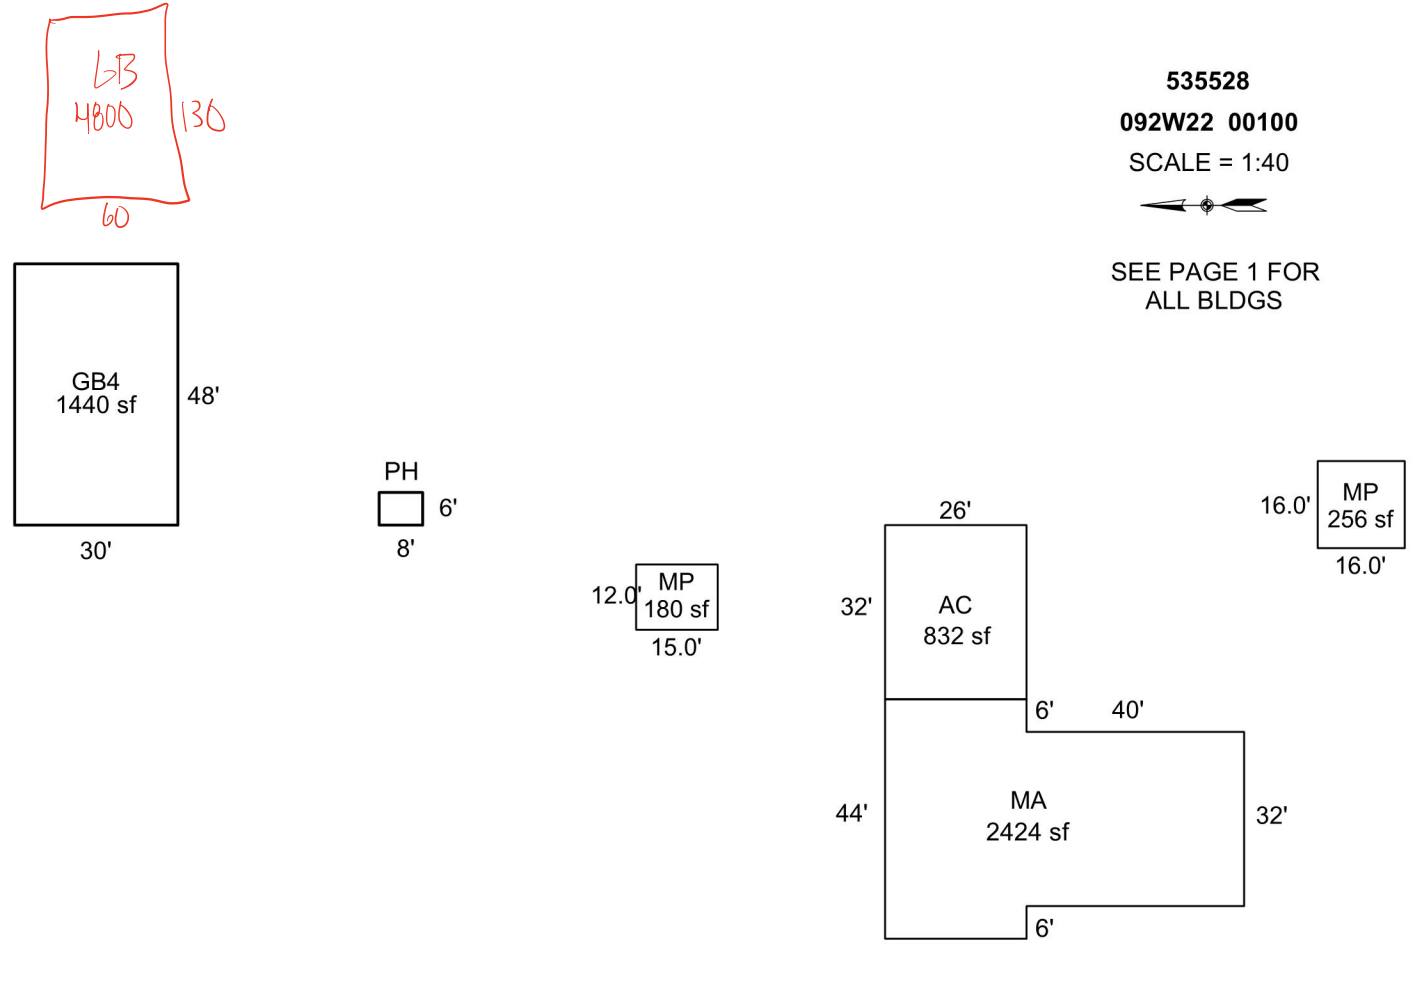 GB
4800
130
60
535528
092W22 00100
SCALE = 1:40
SEE PAGE 1 FOR
ALL BLDGS
GB4
1440 sf
48'
30'
PH
6'
8'
12.0'
MP
180 sf
15.0'
26'
32'
AC
832 sf
16.0'
MP
256 sf
16.0'
6'
40'
44'
MA
2424 sf
32'
6'